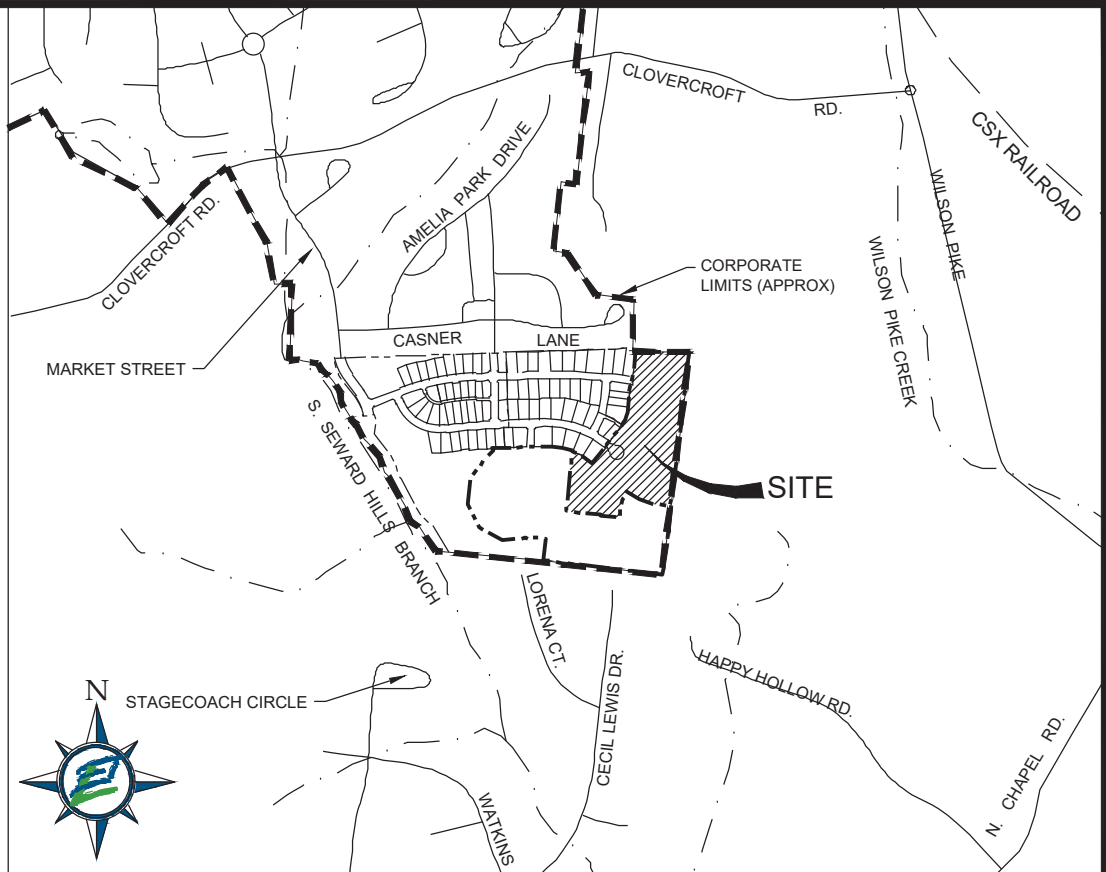 CLOVERCROFT
RD.
CSX RAILROAD
AMELIA PARK DRIVE
WILSON PIKE
CLOVERCROFT RD.
WILSON PIKE CREEK
CORPORATE
LIMITS (APPROX)
CASNER LANE
MARKET STREET
S. SEWARD HILLS BRANCH
SITE
LORENA CT.
CECIL LEWIS DR.
HAPPY HOLLOW RD.
N
STAGECOACH CIRCLE
N. CHAPEL RD.
WATKINS